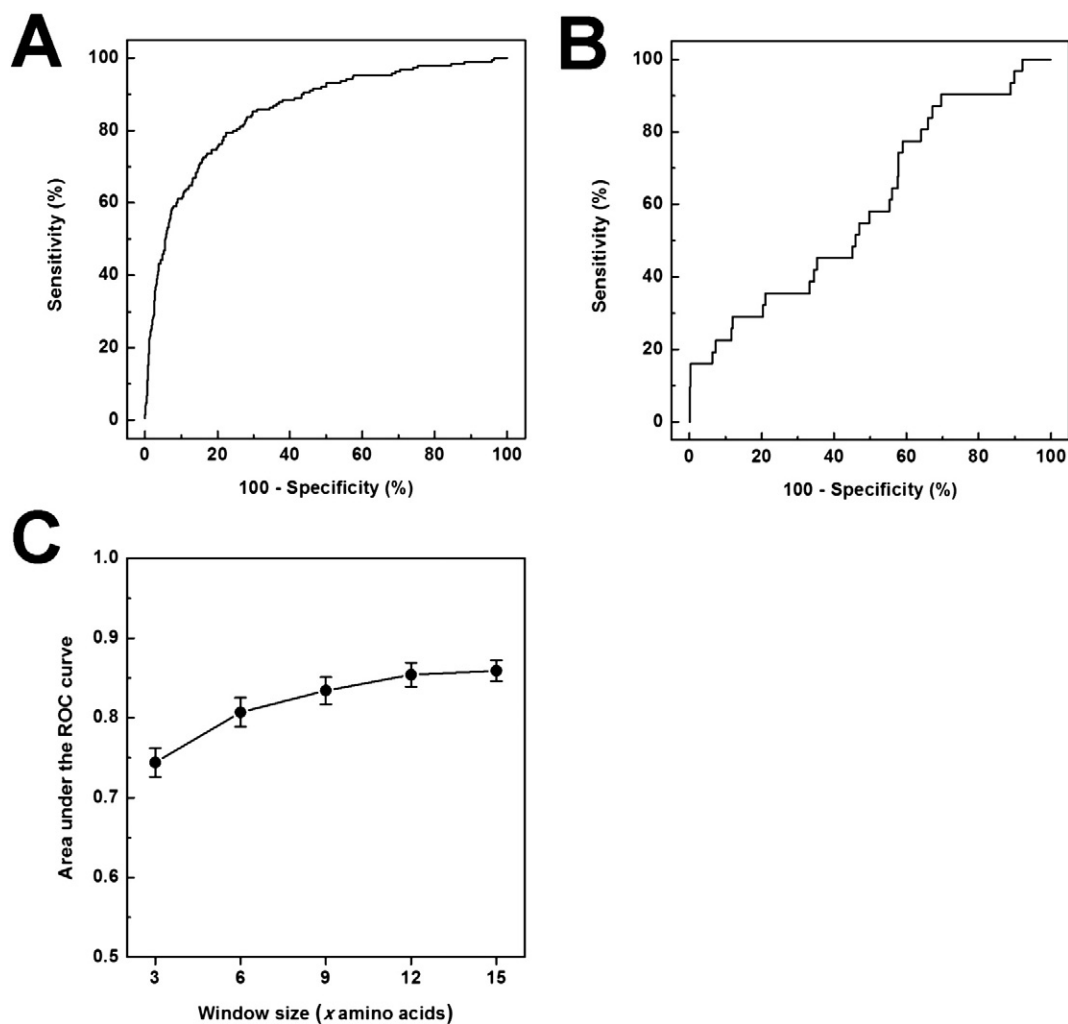 A
100
80
60
40
20
0
Sensitivity (%)
0 20 40 60 80 100
100 - Specificity (%)
B
100
80
60
40
20
0
Sensitivity (%)
0 20 40 60 80 100
100 - Specificity (%)
C
1.0
0.9
0.8
0.7
0.6
0.5
Area under the ROC curve
3 6 9 12 15
Window size (x amino acids)